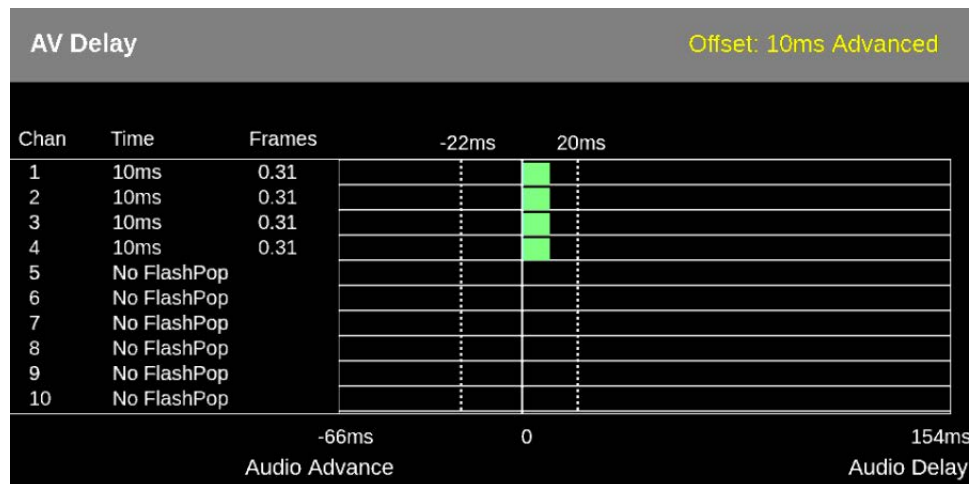 AV Delay Offset: 10ms Advanced
Chan Time Frames -22ms 20ms
1 10ms 0.31
2 10ms 0.31
3 10ms 0.31
4 10ms 0.31
5 No FlashPop
6 No FlashPop
7 No FlashPop
8 No FlashPop
9 No FlashPop
10 No FlashPop
-66ms 0 154ms
Audio Advance Audio Delay